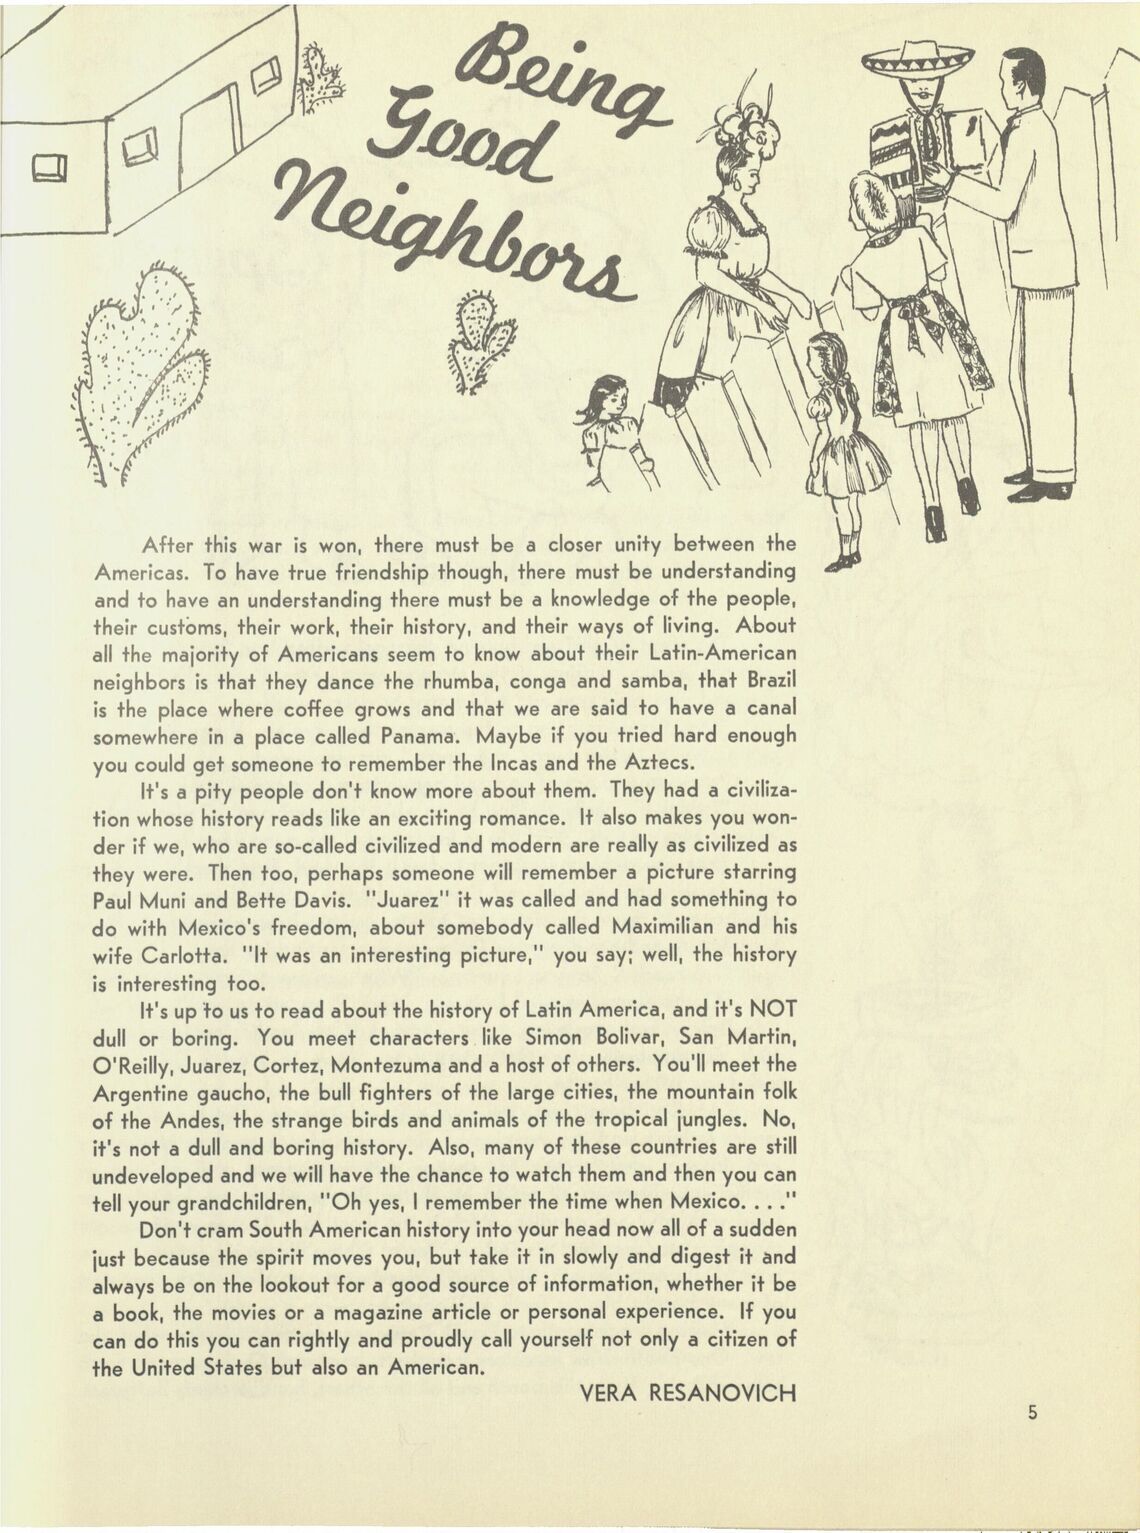 Being
Good
Neighbors
After this war is won, there must be a closer unity between the
Americas. To have true friendship though, there must be understanding
and to have an understanding there must be a knowledge of the people,
their customs, their work, their history, and their ways of living. About
all the majority of Americans seem to know about their Latin-American
neighbors is that they dance the rhumba, conga and samba, that Brazil
is the place where coffee grows and that we are said to have a canal
somewhere in a place called Panama. Maybe if you tried hard enough
you could get someone to remember the Incas and the Aztecs.
It's a pity people don't know more about them. They had a civiliza-
tion whose history reads like an exciting romance. It also makes you won-
der if we, who are so-called civilized and modern are really as civilized as
they were. Then too, perhaps someone will remember a picture starring
Paul Muni and Bette Davis. "Juarez" it was called and had something to
do with Mexico's freedom, about somebody called Maximilian and his
wife Carlotta. "It was an interesting picture," you say; well, the history
is interesting too.
It's up to us to read about the history of Latin America, and it's NOT
dull or boring. You meet characters like Simon Bolivar, San Martin,
O'Reilly, Juarez, Cortez, Montezuma and a host of others. You'll meet the
Argentine gaucho, the bull fighters of the large cities, the mountain folk
of the Andes, the strange birds and animals of the tropical jungles. No,
it's not a dull and boring history. Also, many of these countries are still
undeveloped and we will have the chance to watch them and then you can
tell your grandchildren, "Oh yes, I remember the time when Mexico. . . ."
Don't cram South American history into your head now all of a sudden
just because the spirit moves you, but take it in slowly and digest it and
always be on the lookout for a good source of information, whether it be
a book, the movies or a magazine article or personal experience. If you
can do this you can rightly and proudly call yourself not only a citizen of
the United States but also an American.
VERA RESANOVICH
5